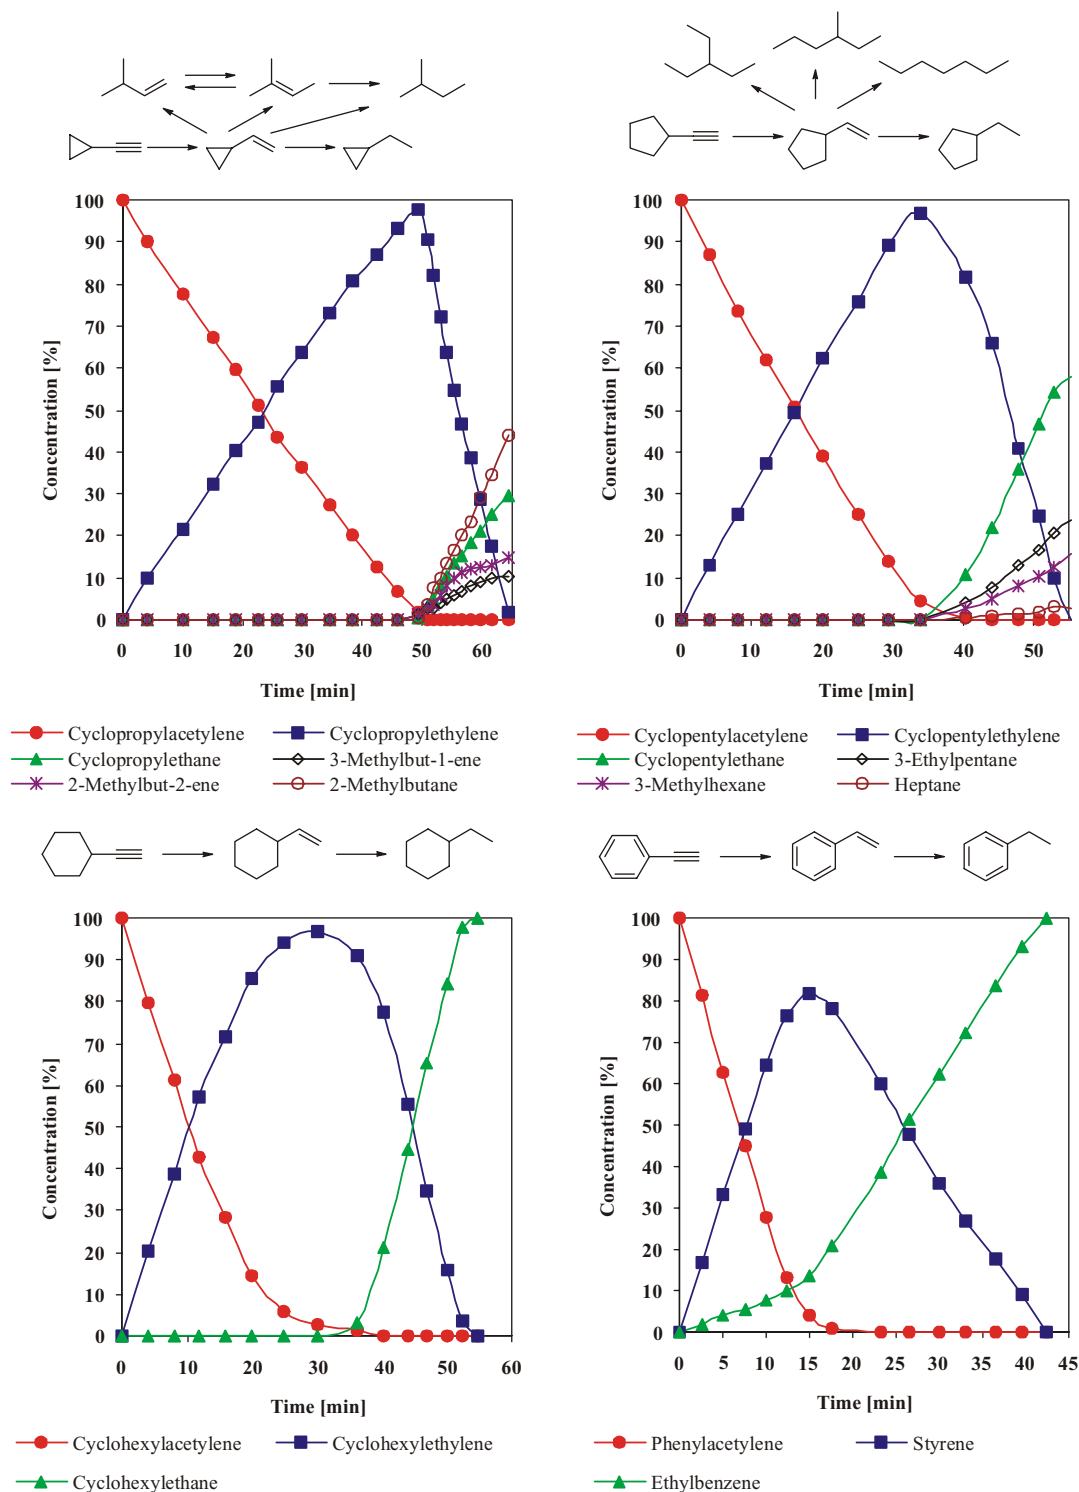 100
90
80
70
60
50
40
30
20
10
0
Concentration [%]
0 10 20 30 40 50 60
Time [min]
Cyclopropylacetylene Cyclopropylethylene
Cyclopropylethane 3-Methylbut-1-ene
2-Methylbut-2-ene 2-Methylbutane
100
90
80
70
60
50
40
30
20
10
0
Concentration [%]
0 10 20 30 40 50
Time [min]
Cyclopentylacetylene Cyclopentylethylene
Cyclopentylethane 3-Ethylpentane
3-Methylhexane Heptane
100
90
80
70
60
50
40
30
20
10
0
Concentration [%]
0 10 20 30 40 50 60
Time [min]
Cyclohexylacetylene Cyclohexylethylene
Cyclohexylethane
100
90
80
70
60
50
40
30
20
10
0
Concentration [%]
0 5 10 15 20 25 30 35 40 45
Time [min]
Phenylacetylene Styrene
Ethylbenzene